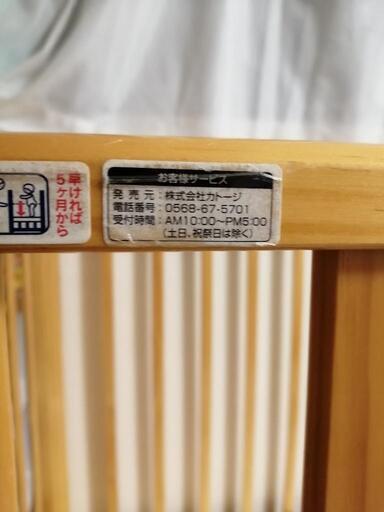 早ければ
5ヶ月から
お客様サービス
発売元：株式会社カトージ
電話番号：0568-67-5701
受付時間：AM10:00〜PM5:00
（土日、祝祭日は除く）